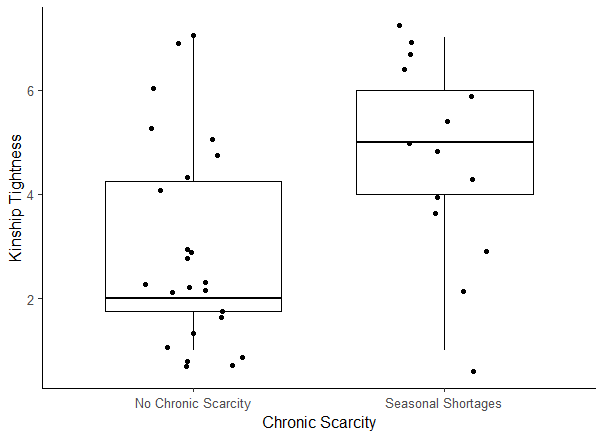 Kinship Tightness
6
4
2
No Chronic Scarcity
Seasonal Shortages
Chronic Scarcity